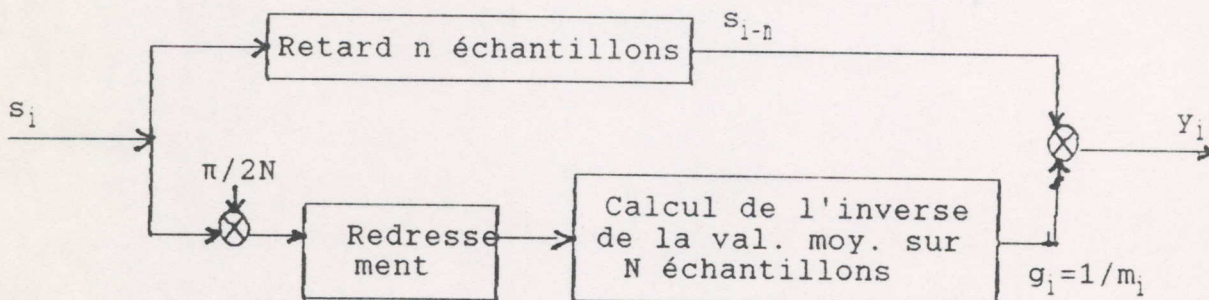 Retard n échantillons
s_{i-n}
s_i
y_i
π/2N
Redresse
ment
Calcul de l'inverse
de la val. moy. sur
N échantillons
g_i=1/m_i